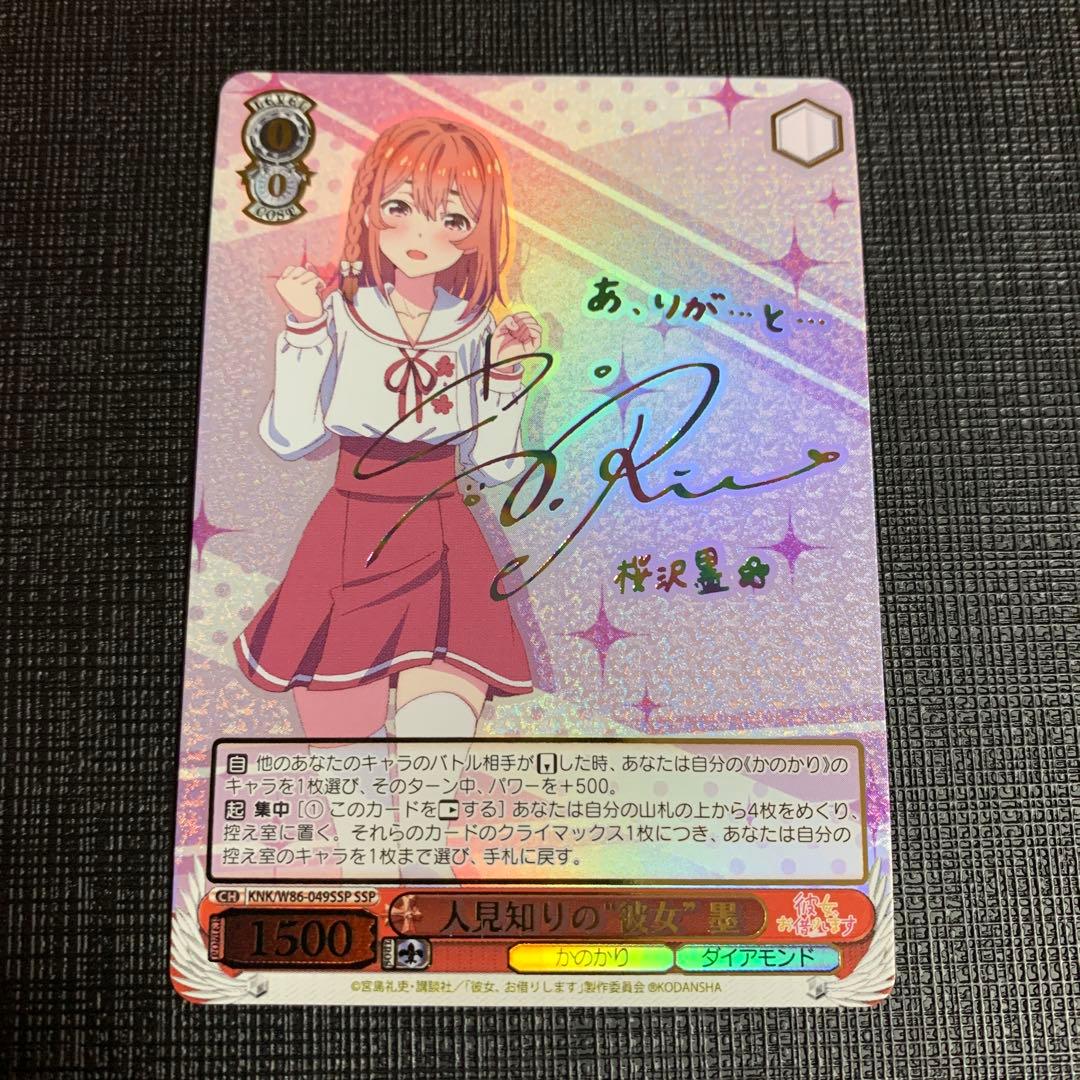 LEVEL
0
0
COST
あ、りが…と…
桜沢墨
自 他のあなたのキャラのバトル相手がした時、あなたは自分の《かのかり》の
キャラを1枚選び、そのターン中、パワーを+500。
起 集中 [① このカードをする] あなたは自分の山札の上から4枚をめくり、
控え室に置く。それらのカードのクライマックス1枚につき、あなたは自分の
控え室のキャラを1枚まで選び、手札に戻す。
CH KNK/W86-049SSP SSP
人見知りの“彼女” 墨
彼女、
お借りします
POWER
1500
かのかり
ダイアモンド
©宮島礼吏・講談社／「彼女、お借りします」製作委員会 ®KODANSHA